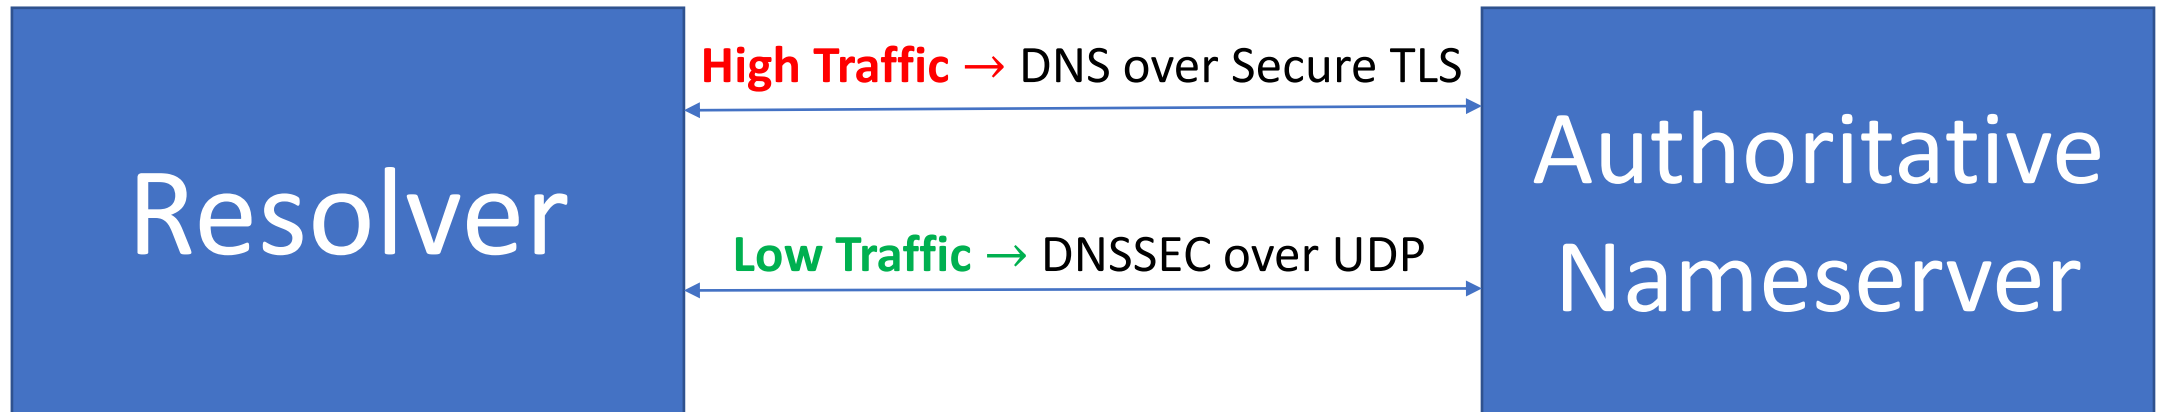 Resolver
High Traffic → DNS over Secure TLS
Low Traffic → DNSSEC over UDP
Authoritative
Nameserver